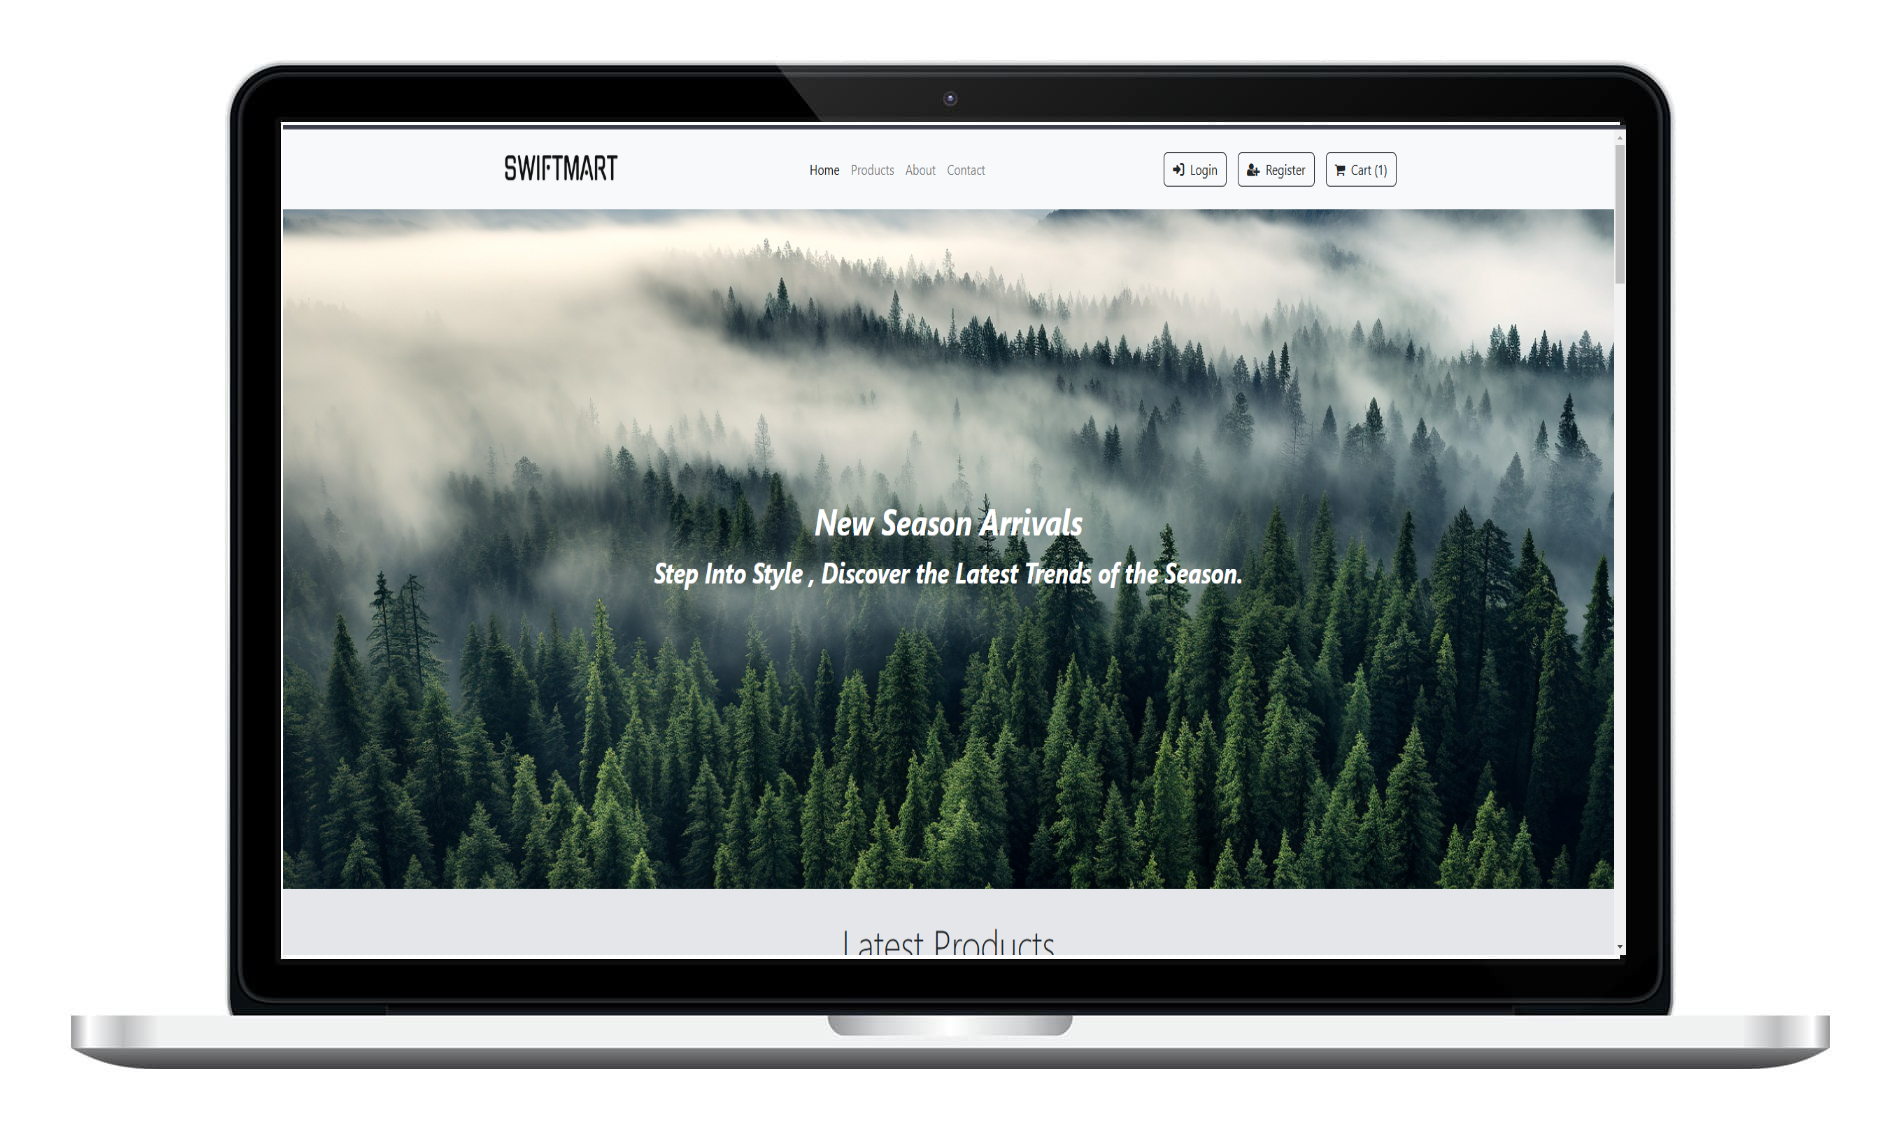 SWIFTMART
Home Products About Contact
Login Register Cart (1)
New Season Arrivals
Step Into Style , Discover the Latest Trends of the Season.
Latest Products